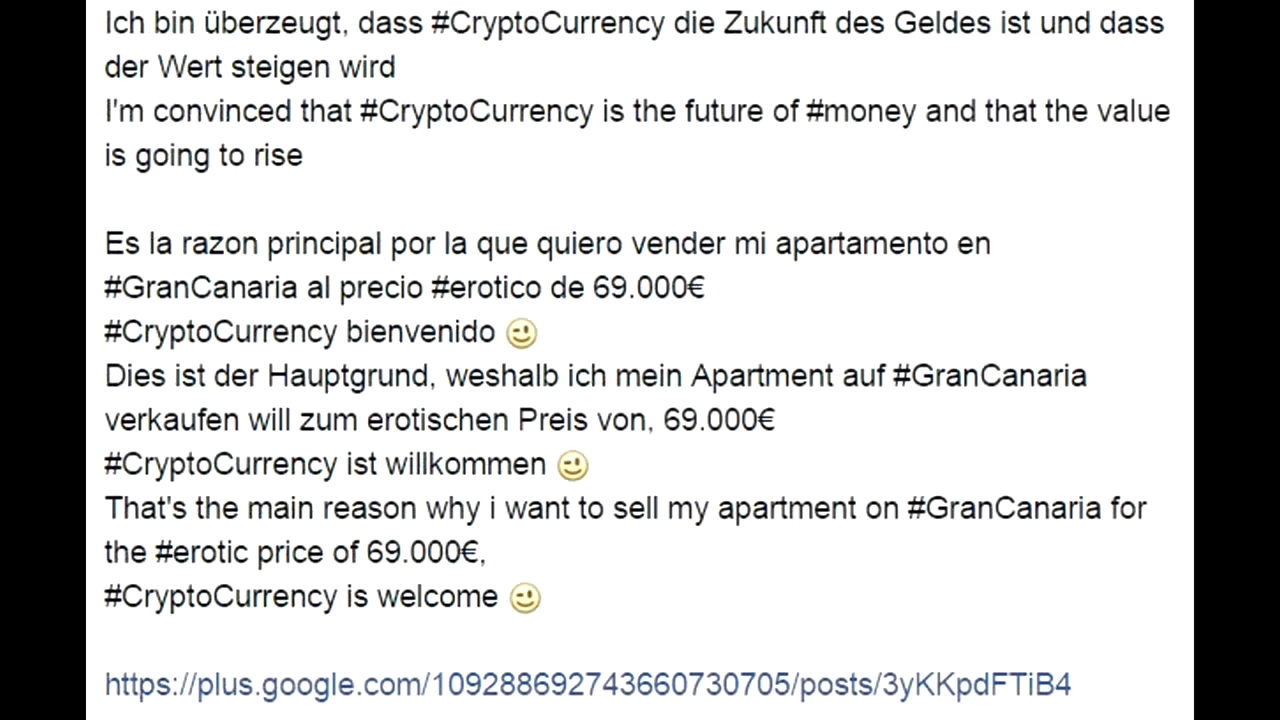 Ich bin überzeugt, dass #CryptoCurrency die Zukunft des Geldes ist und dass
der Wert steigen wird
I'm convinced that #CryptoCurrency is the future of #money and that the value
is going to rise
Es la razon principal por la que quiero vender mi apartamento en
#GranCanaria al precio #erotico de 69.000€
#CryptoCurrency bienvenido 😉
Dies ist der Hauptgrund, weshalb ich mein Apartment auf #GranCanaria
verkaufen will zum erotischen Preis von, 69.000€
#CryptoCurrency ist willkommen 😉
That's the main reason why i want to sell my apartment on #GranCanaria for
the #erotic price of 69.000€,
#CryptoCurrency is welcome 😉
https://plus.google.com/109288692743660730705/posts/3yKKpdFTiB4